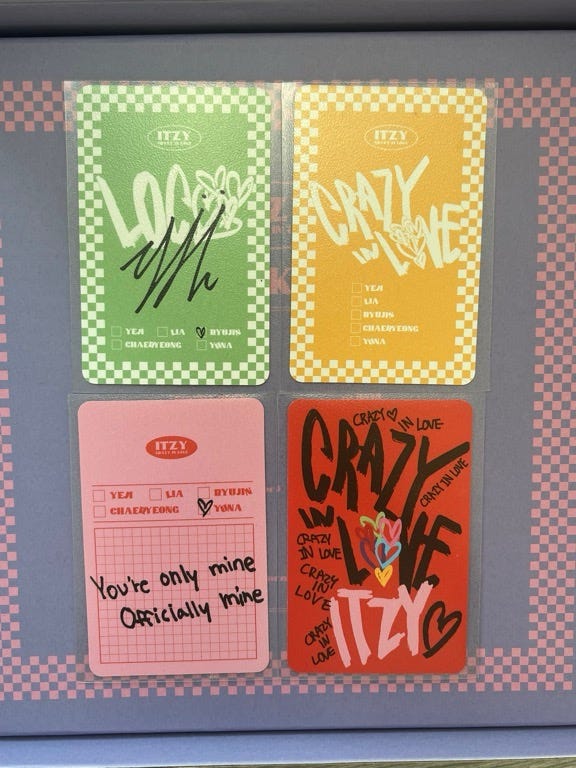 ITZY
CRAZY IN LOVE
LOCO
YEJI LIA RYUJIN
CHAERYEONG YUNA
ITZY
CRAZY IN LOVE
CRAZY
IN LOVE
YEJI
LIA
RYUJIN
CHAERYEONG
YUNA
ITZY
CRAZY IN LOVE
YEJI LIA RYUJIN
CHAERYEONG YUNA
You're only mine
Officially mine
CRAZY IN LOVE
CRAZY
IN
LOVE
CRAZY IN LOVE
CRAZY
IN LOVE
CRAZY
IN
LOVE
CRAZY
IN
LOVE
ITZY